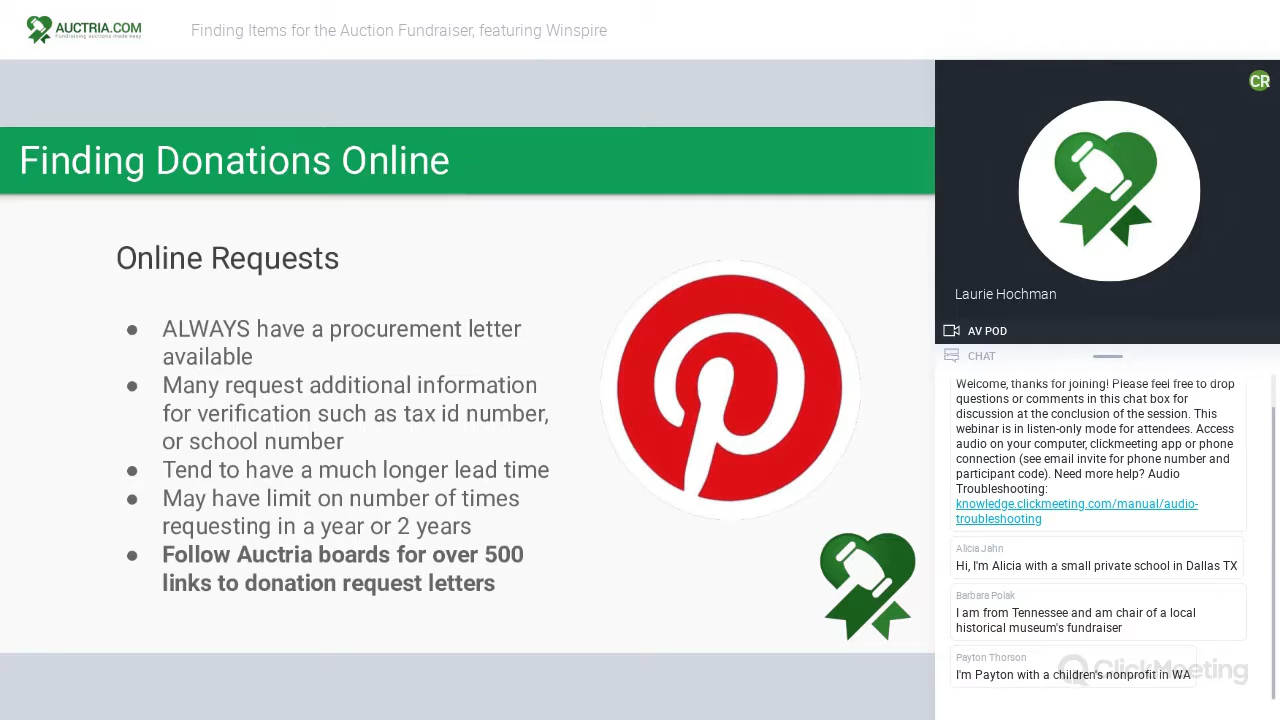 AUCTRIA.COM
Fundraising auctions made easy
Finding Items for the Auction Fundraiser, featuring Winspire
Finding Donations Online
Online Requests
● ALWAYS have a procurement letter
available
● Many request additional information
for verification such as tax id number,
or school number
● Tend to have a much longer lead time
● May have limit on number of times
requesting in a year or 2 years
● Follow Auctria boards for over 500
links to donation request letters
CR
Laurie Hochman
AV POD
CHAT
Welcome, thanks for joining! Please feel free to drop
questions or comments in this chat box for
discussion at the conclusion of the session. This
webinar is in listen-only mode for attendees. Access
audio on your computer, clickmeeting app or phone
connection (see email invite for phone number and
participant code). Need more help? Audio
Troubleshooting:
knowledge.clickmeeting.com/manual/audio-
troubleshooting
Alicia Jahn
Hi, I'm Alicia with a small private school in Dallas TX
Barbara Polak
I am from Tennessee and am chair of a local
historical museum's fundraiser
Payton Thorson
I'm Payton with a children's nonprofit in WA
ClickMeeting